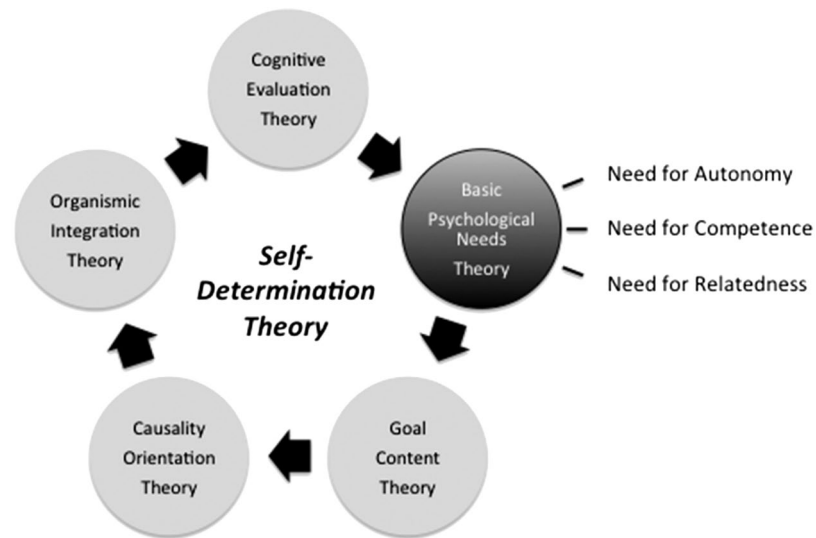 Cognitive
Evaluation
Theory
Basic
Psychological
Needs
Theory
Need for Autonomy
Need for Competence
Need for Relatedness
Organismic
Integration
Theory
Self-
Determination
Theory
Causality
Orientation
Theory
Goal
Content
Theory